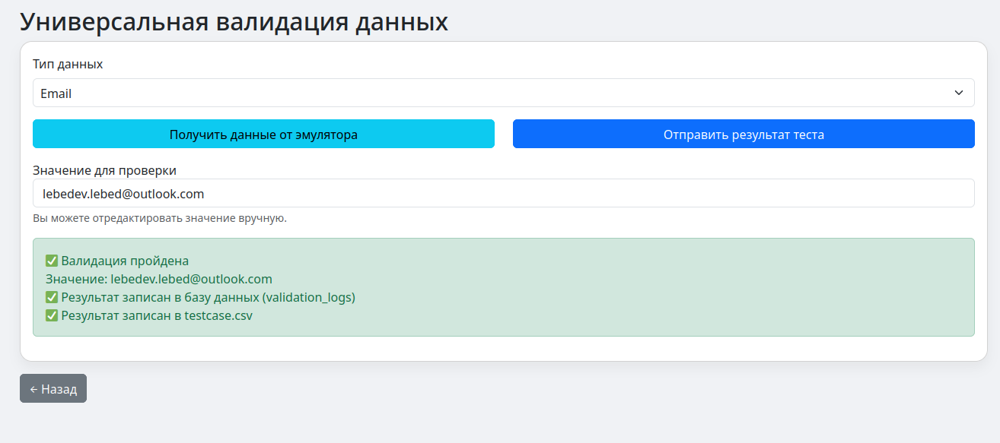 Универсальная валидация данных
Тип данных
Email
Получить данные от эмулятора
Отправить результат теста
Значение для проверки
lebedev.lebed@outlook.com
Вы можете отредактировать значение вручную.
✅ Валидация пройдена
Значение: lebedev.lebed@outlook.com
✅ Результат записан в базу данных (validation_logs)
✅ Результат записан в testcase.csv
← Назад